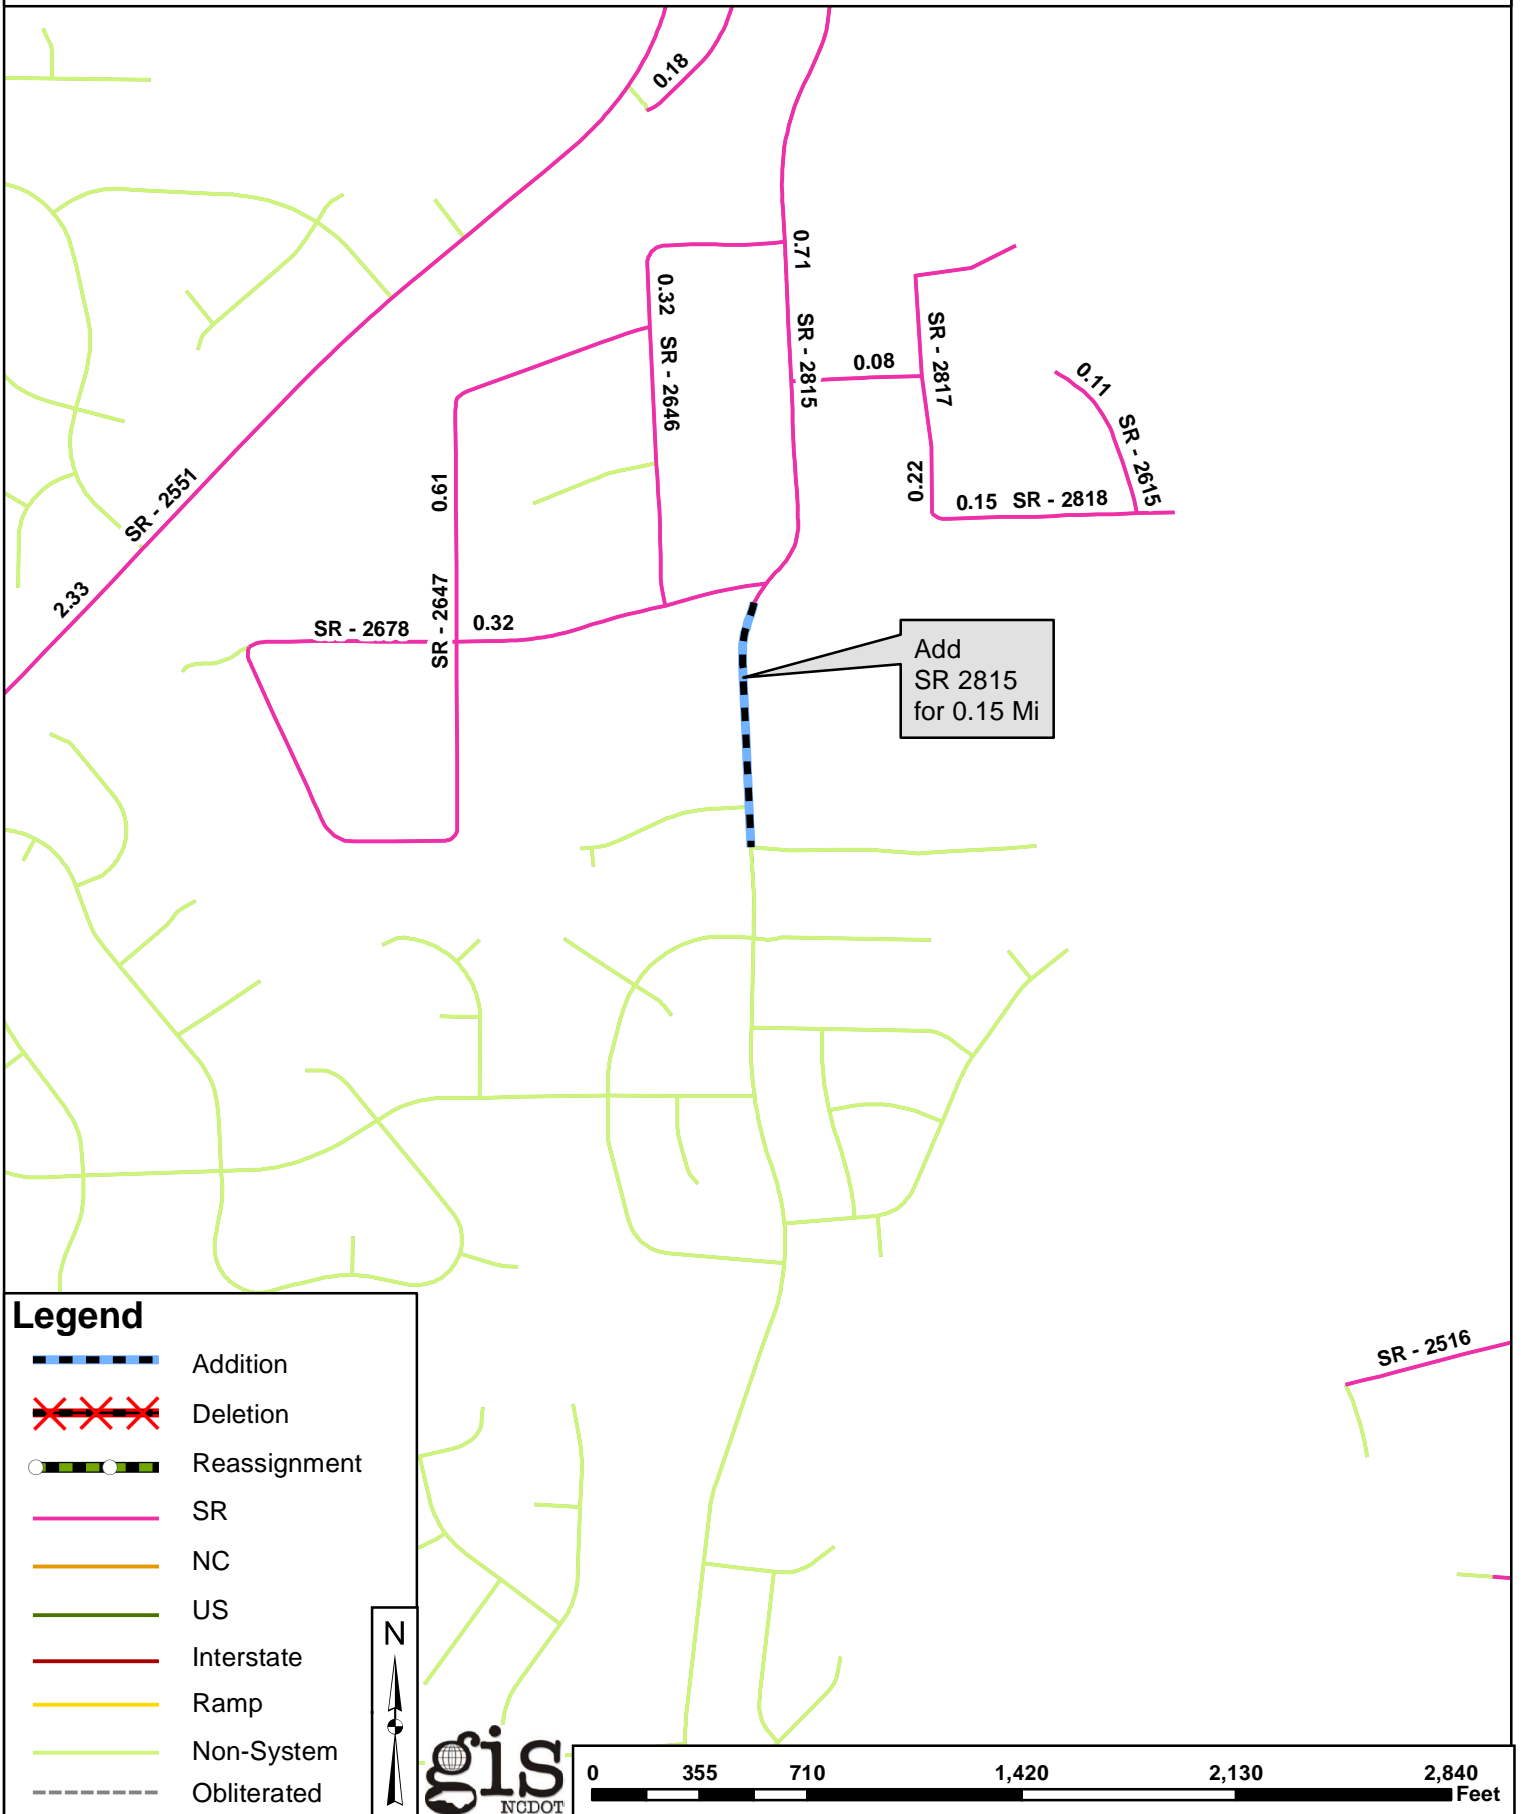 0.18
0.71
0.32
SR - 2646
SR - 2815
0.08
SR - 2817
0.11
SR - 2615
SR - 2551
0.61
0.22
0.15 SR - 2818
2.33
SR - 2647
SR - 2678
0.32
Add
SR 2815
for 0.15 Mi
SR - 2516
Legend
Addition
Deletion
Reassignment
SR
NC
US
Interstate
Ramp
Non-System
Obliterated
N
gis
NCDOT
0 355 710 1,420 2,130 2,840
Feet